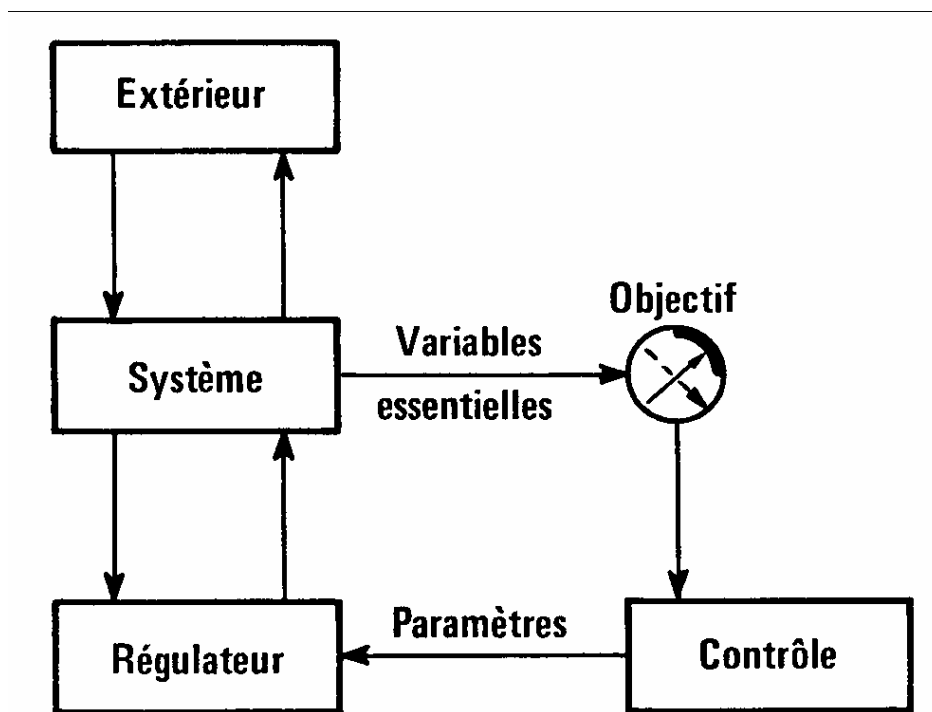 Extérieur
Objectif
Variables
Système
essentielles
Paramètres
Régulateur
Contrôle